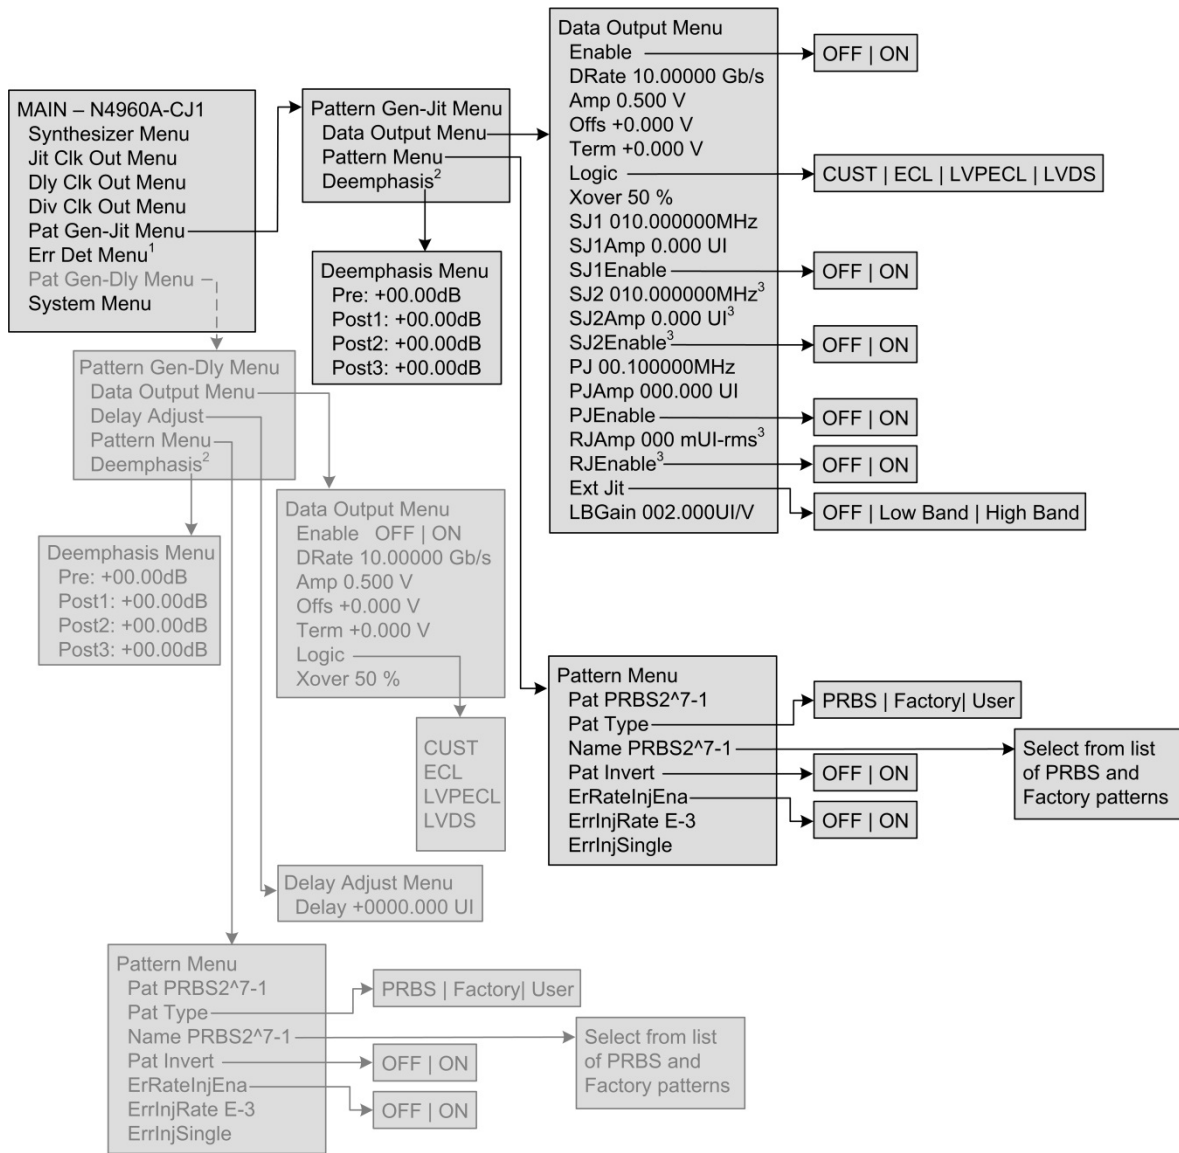 MAIN – N4960A-CJ1
Synthesizer Menu
Jit Clk Out Menu
Dly Clk Out Menu
Div Clk Out Menu
Pat Gen-Jit Menu
Err Det Menu1
Pat Gen-Dly Menu
System Menu
Pattern Gen-Jit Menu
Data Output Menu
Pattern Menu
Deemphasis2
Deemphasis Menu
Pre: +00.00dB
Post1: +00.00dB
Post2: +00.00dB
Post3: +00.00dB
Data Output Menu
Enable
OFF | ON
DRate 10.00000 Gb/s
Amp 0.500 V
Offs +0.000 V
Term +0.000 V
Logic
CUST | ECL | LVPECL | LVDS
Xover 50 %
SJ1 010.000000MHz
SJ1Amp 0.000 UI
SJ1Enable
OFF | ON
SJ2 010.000000MHz3
SJ2Amp 0.000 UI3
SJ2Enable3
OFF | ON
PJ 00.100000MHz
PJAmp 000.000 UI
PJEnable
OFF | ON
RJAmp 000 mUI-rms3
RJEnable3
OFF | ON
Ext Jit
OFF | Low Band | High Band
LBGain 002.000UI/V
Pattern Menu
Pat PRBS2^7-1
Pat Type
PRBS | Factory| User
Name PRBS2^7-1
Select from list
of PRBS and
Factory patterns
Pat Invert
OFF | ON
ErRateInjEna
OFF | ON
ErrInjRate E-3
ErrInjSingle
Pattern Gen-Dly Menu
Data Output Menu
Delay Adjust
Pattern Menu
Deemphasis2
Deemphasis Menu
Pre: +00.00dB
Post1: +00.00dB
Post2: +00.00dB
Post3: +00.00dB
Data Output Menu
Enable OFF | ON
DRate 10.00000 Gb/s
Amp 0.500 V
Offs +0.000 V
Term +0.000 V
Logic
Xover 50 %
CUST
ECL
LVPECL
LVDS
Delay Adjust Menu
Delay +0000.000 UI
Pattern Menu
Pat PRBS2^7-1
Pat Type
PRBS | Factory| User
Name PRBS2^7-1
Select from list
of PRBS and
Factory patterns
Pat Invert
OFF | ON
ErRateInjEna
OFF | ON
ErrInjRate E-3
ErrInjSingle